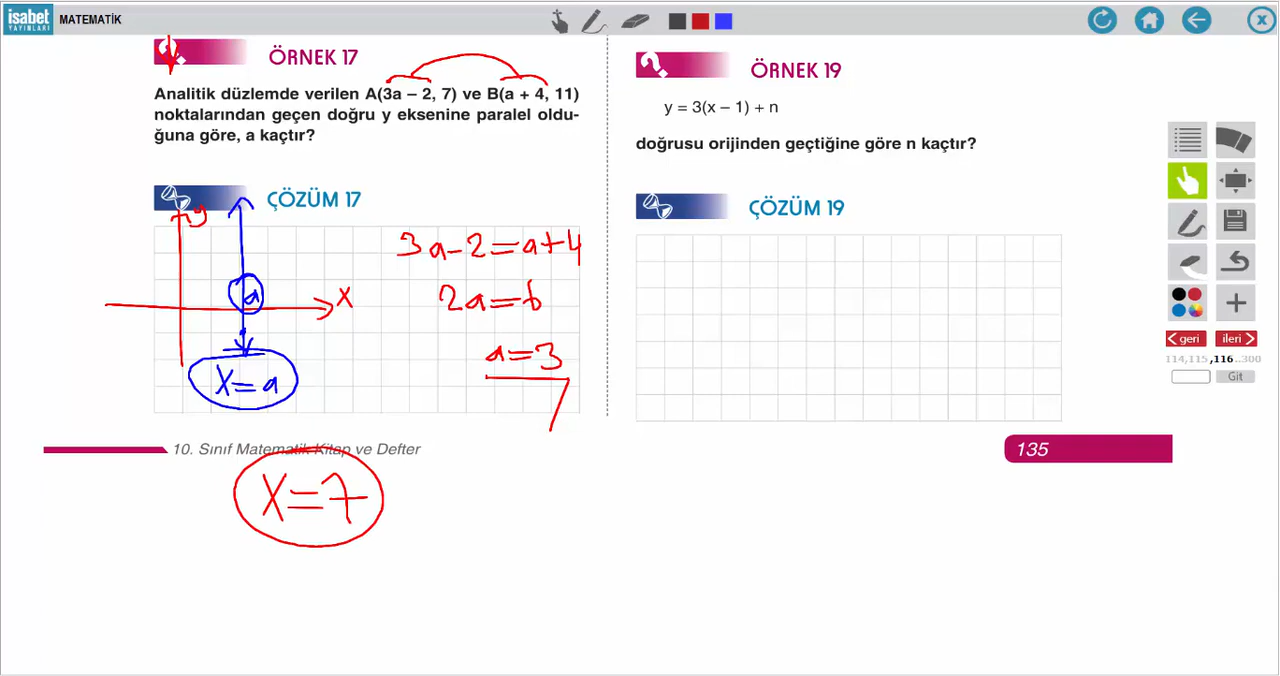 isabet
YAYINLARI
MATEMATİK
ÖRNEK 17
Analitik düzlemde verilen A(3a – 2, 7) ve B(a + 4, 11)
noktalarından geçen doğru y eksenine paralel oldu-
ğuna göre, a kaçtır?
ÇÖZÜM 17
y
a
x
x=a
3a-2=a+4
2a=6
a=3
10. Sınıf Matematik Kitap ve Defter
x=7
ÖRNEK 19
y = 3(x – 1) + n
doğrusu orijinden geçtiğine göre n kaçtır?
ÇÖZÜM 19
135
geri
ileri
114,115,116..300
Git